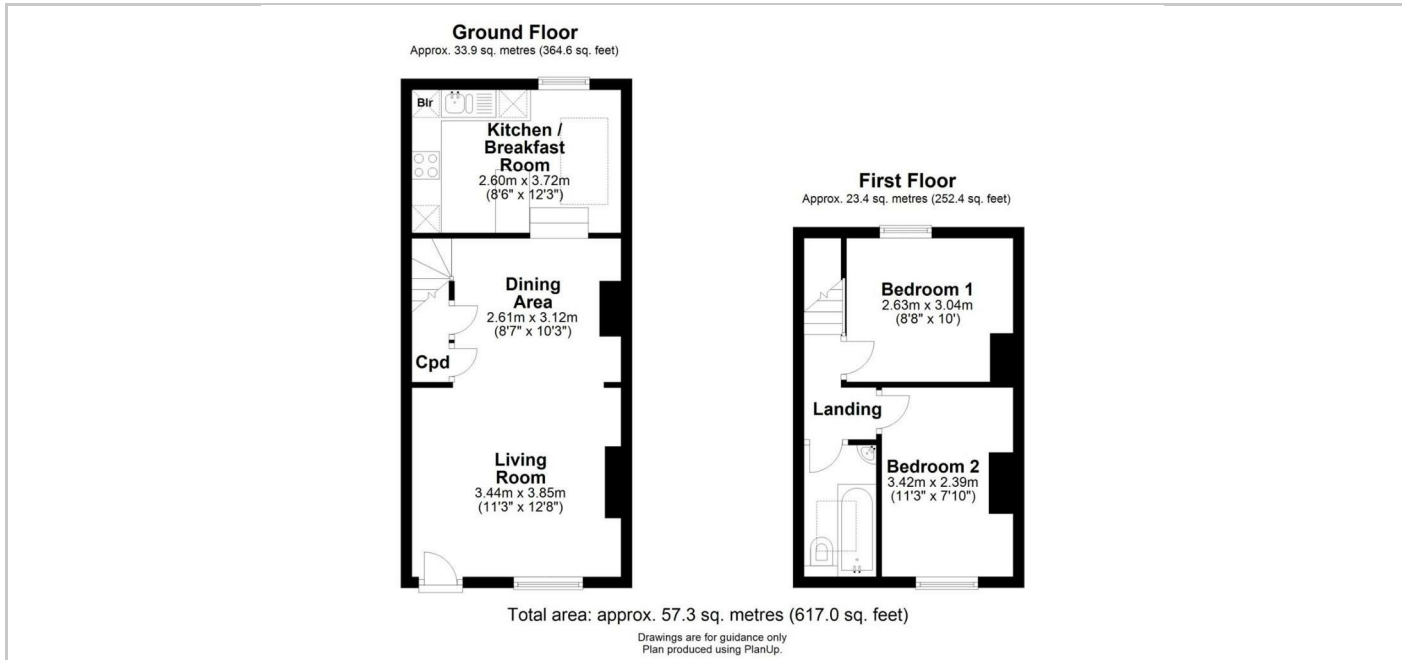 Ground Floor
Approx. 33.9 sq. metres (364.6 sq. feet)
Blr
Kitchen /
Breakfast
Room
2.60m x 3.72m
(8'6" x 12'3")
Dining
Area
2.61m x 3.12m
(8'7" x 10'3")
Cpd
Living
Room
3.44m x 3.85m
(11'3" x 12'8")
First Floor
Approx. 23.4 sq. metres (252.4 sq. feet)
Bedroom 1
2.63m x 3.04m
(8'8" x 10')
Landing
Bedroom 2
3.42m x 2.39m
(11'3" x 7'10")
Total area: approx. 57.3 sq. metres (617.0 sq. feet)
Drawings are for guidance only
Plan produced using PlanUp.